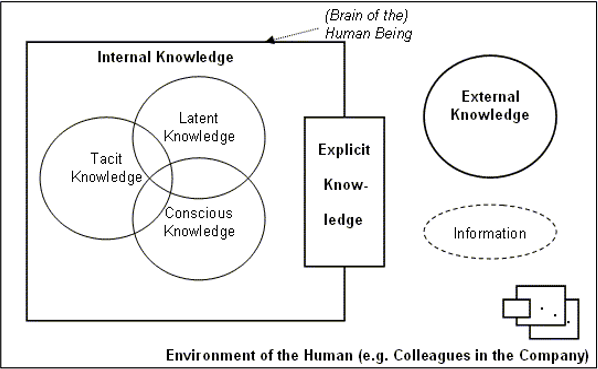 (Brain of the)
Human Being
Internal Knowledge
Latent
Knowledge
Tacit
Knowledge
Conscious
Knowledge
Explicit
Know-
ledge
External
Knowledge
Information
Environment of the Human (e.g. Colleagues in the Company)